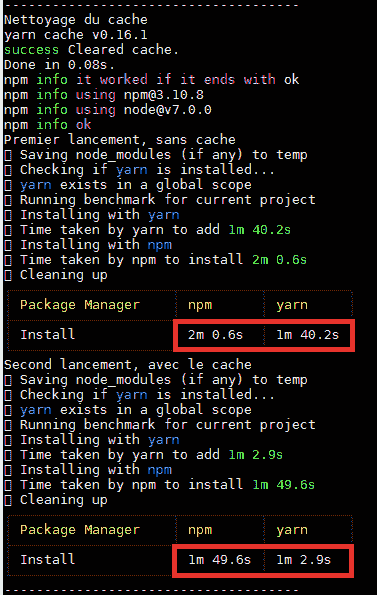 ----------------------------------
Nettoyage du cache
yarn cache v0.16.1
success Cleared cache.
Done in 0.08s.
npm info it worked if it ends with ok
npm info using npm@3.10.8
npm info using node@v7.0.0
npm info ok
Premier lancement, sans cache
Saving node_modules (if any) to temp
Checking if yarn is installed...
yarn exists in a global scope
Running benchmark for current project
Installing with yarn
Time taken by yarn to add 1m 40.2s
Installing with npm
Time taken by npm to install 2m 0.6s
Cleaning up
Package Manager npm yarn
Install 2m 0.6s 1m 40.2s
Second lancement, avec le cache
Saving node_modules (if any) to temp
Checking if yarn is installed...
yarn exists in a global scope
Running benchmark for current project
Installing with yarn
Time taken by yarn to add 1m 2.9s
Installing with npm
Time taken by npm to install 1m 49.6s
Cleaning up
Package Manager npm yarn
Install 1m 49.6s 1m 2.9s
----------------------------------